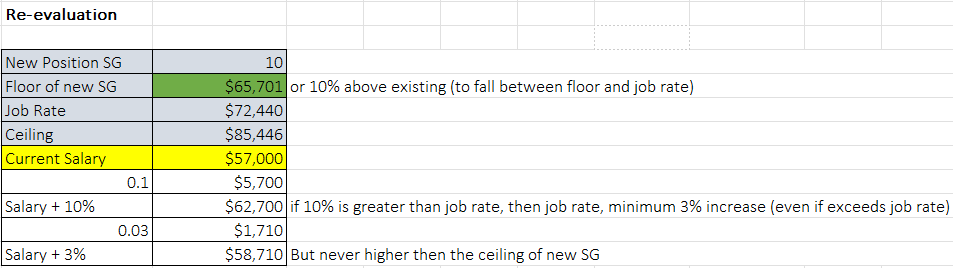 Re-evaluation
New Position SG 10
Floor of new SG $65,701 or 10% above existing (to fall between floor and job rate)
Job Rate $72,440
Ceiling $85,446
Current Salary $57,000
0.1 $5,700
Salary + 10% $62,700 if 10% is greater than job rate, then job rate, minimum 3% increase (even if exceeds job rate)
0.03 $1,710
Salary + 3% $58,710 But never higher then the ceiling of new SG